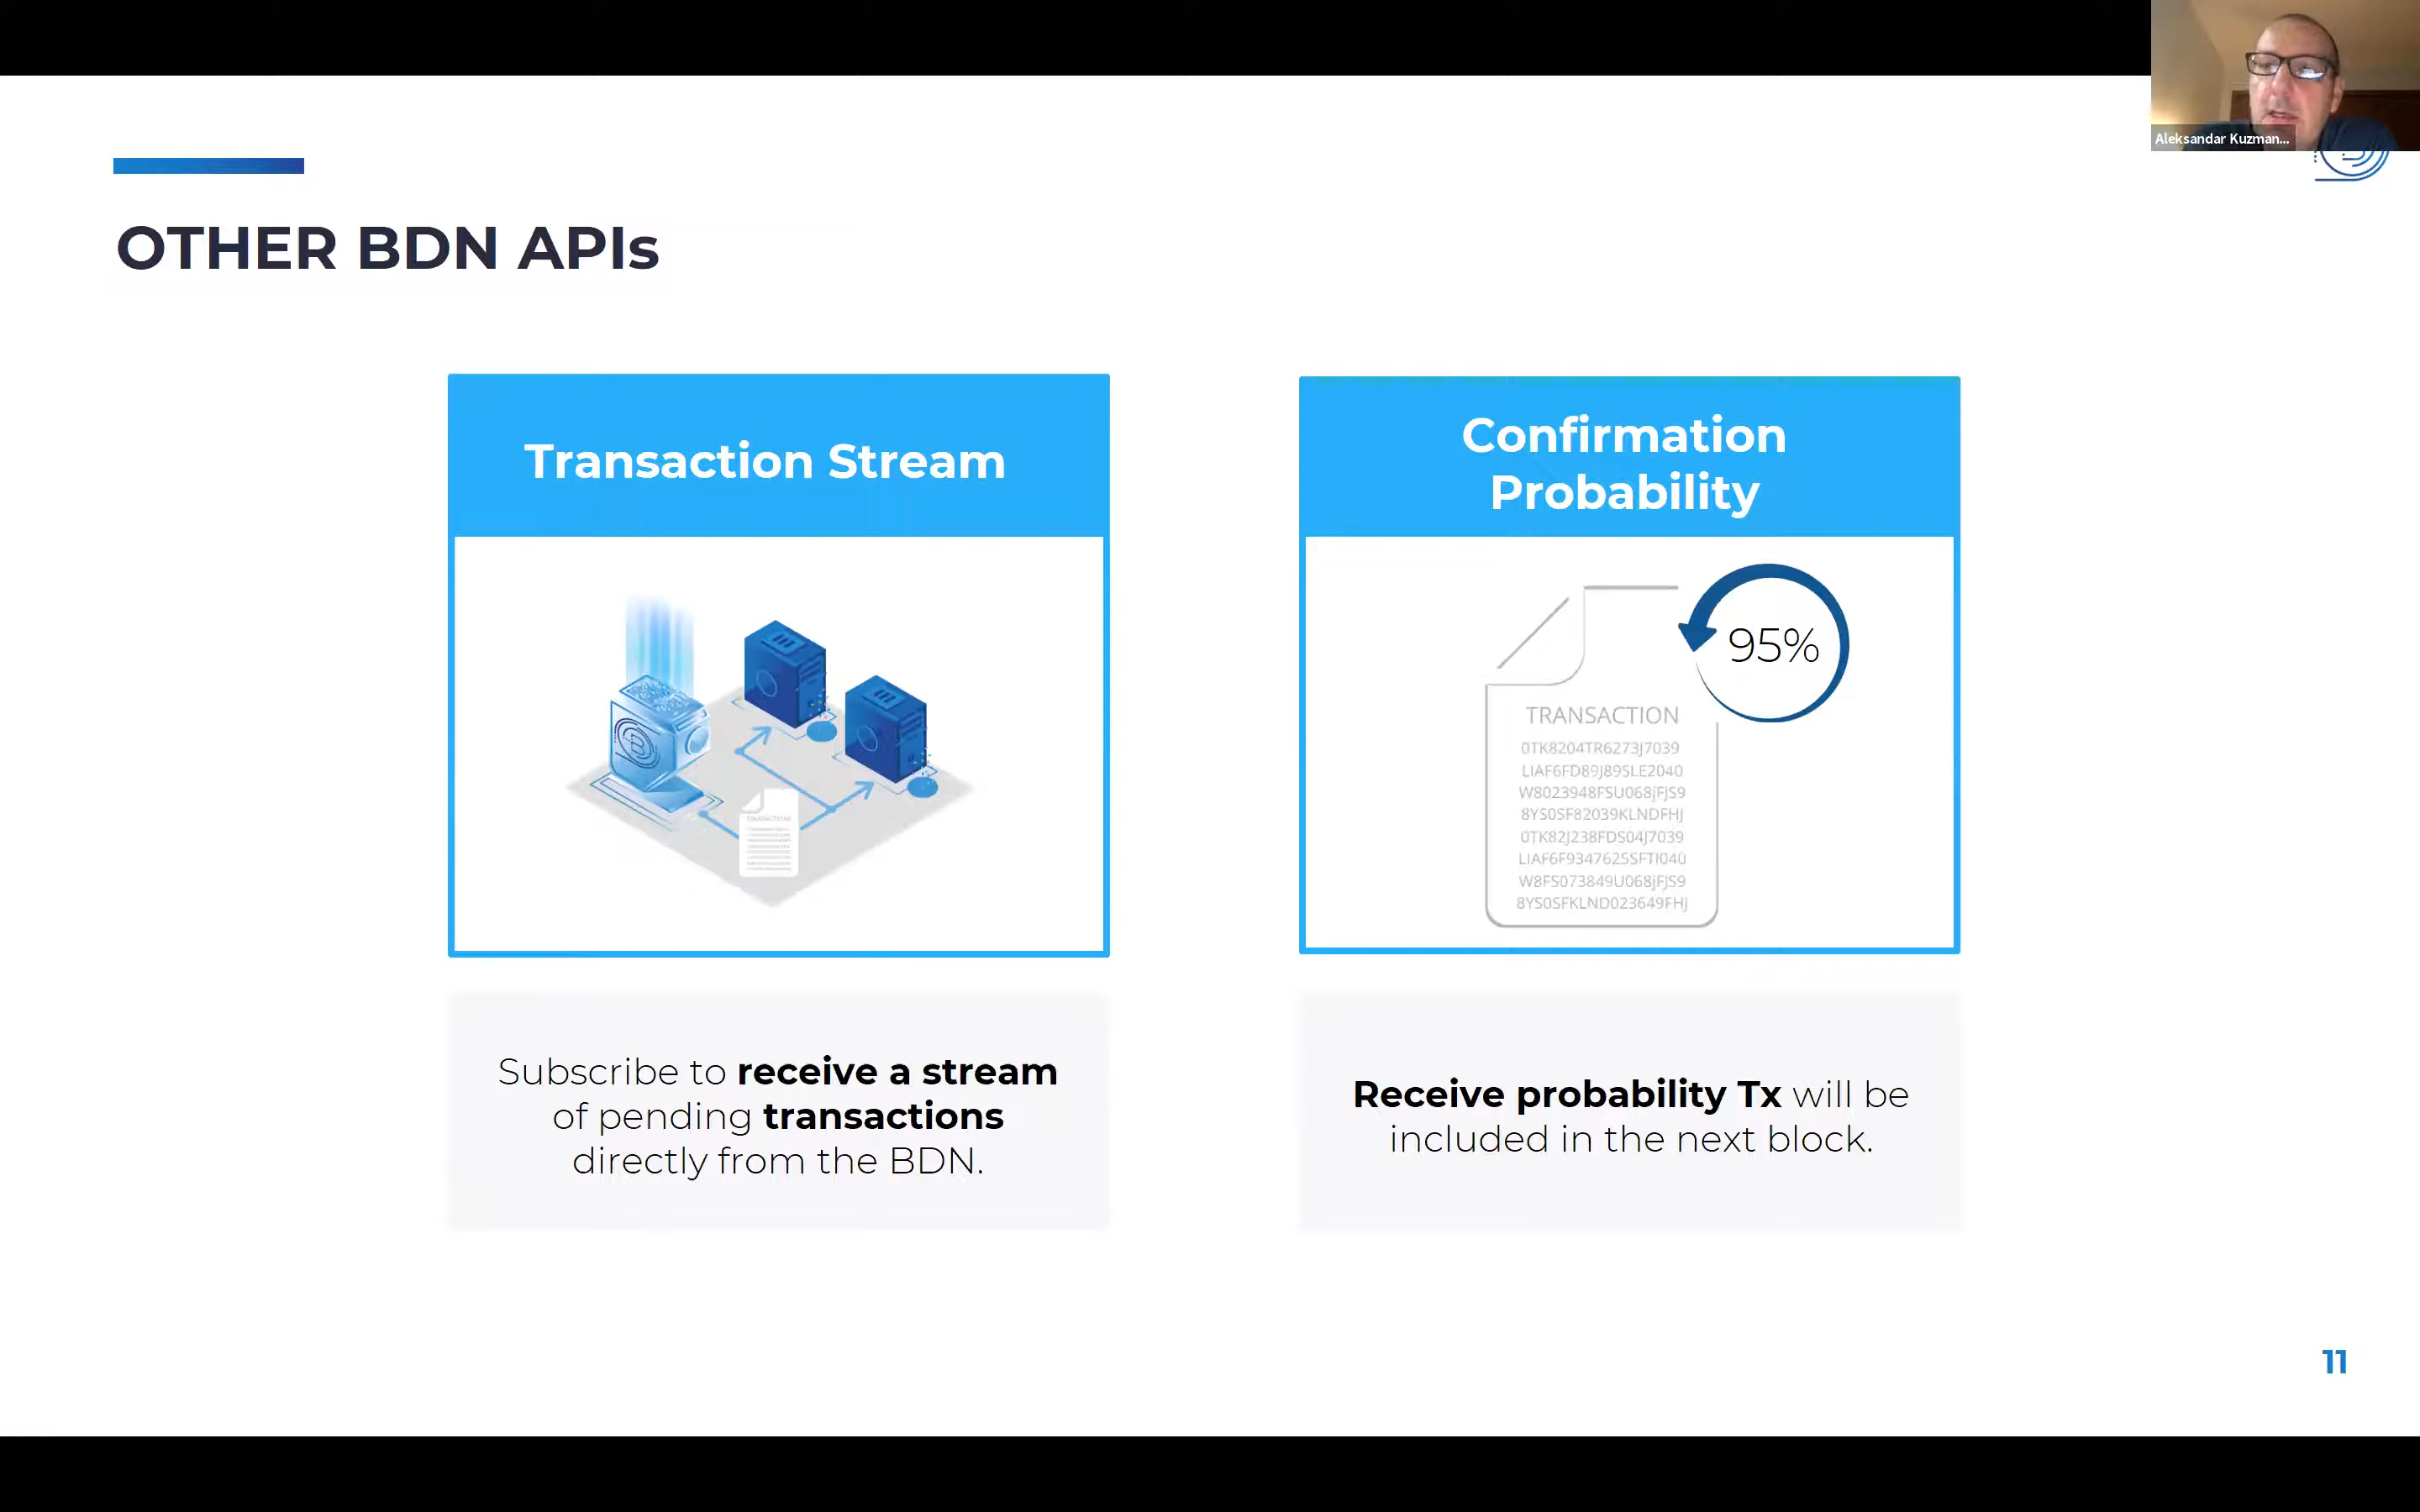 Aleksandar Kuzman...
OTHER BDN APIs
Transaction Stream
TRANSACTION
Subscribe to receive a stream
of pending transactions
directly from the BDN.
Confirmation
Probability
95%
TRANSACTION
0TK8204TR6273J7039
LIAF6FD89J89SLE2040
W8023948FSU068jFJS9
8YS0SF82039KLNDFHJ
0TK82J238FDS04J7039
LIAF6F9347625SFTI040
W8FS073849U068jFJS9
8YS0SFKLND023649FHJ
Receive probability Tx will be
included in the next block.
11